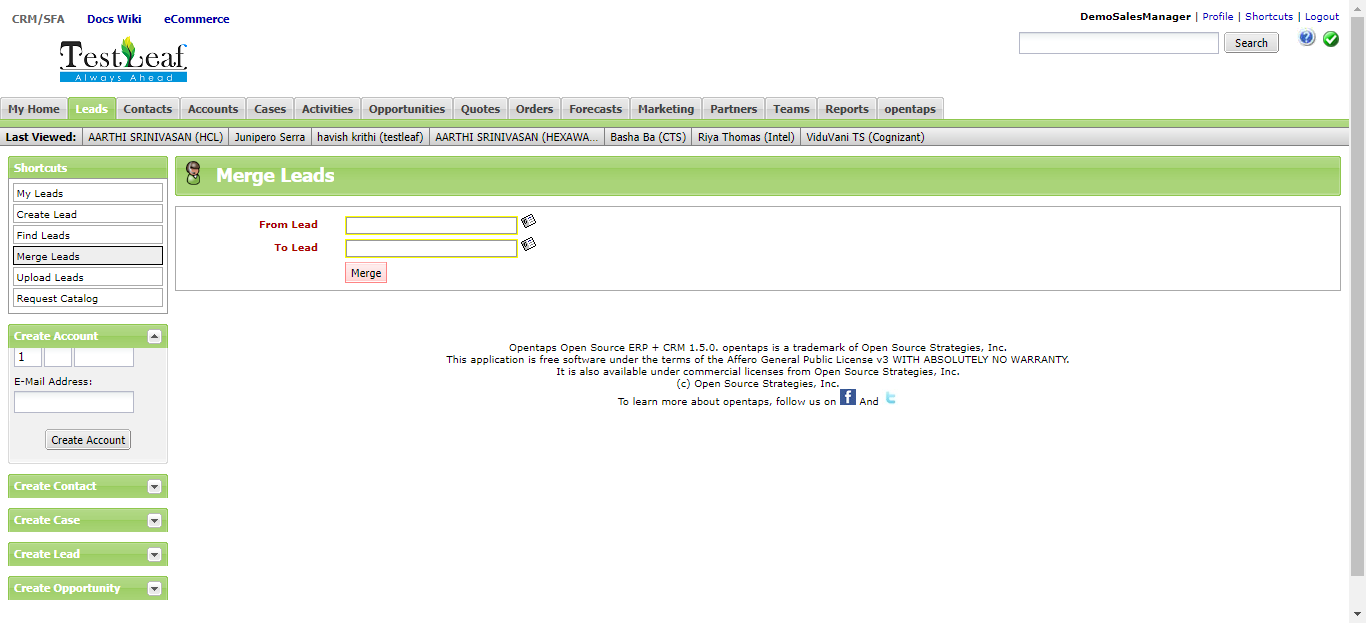 CRM/SFA Docs Wiki eCommerce
DemoSalesManager | Profile | Shortcuts | Logout
TestLeaf
Always Ahead
Search
My Home Leads Contacts Accounts Cases Activities Opportunities Quotes Orders Forecasts Marketing Partners Teams Reports opentaps
Last Viewed: AARTHI SRINIVASAN (HCL) Junipero Serra havish krithi (testleaf) AARTHI SRINIVASAN (HEXAWA... Basha Ba (CTS) Riya Thomas (Intel) ViduVani TS (Cognizant)
Shortcuts
My Leads
Create Lead
Find Leads
Merge Leads
Upload Leads
Request Catalog
Create Account
1
E-Mail Address:
Create Account
Create Contact
Create Case
Create Lead
Create Opportunity
Merge Leads
From Lead
To Lead
Merge
Opentaps Open Source ERP + CRM 1.5.0. opentaps is a trademark of Open Source Strategies, Inc.
This application is free software under the terms of the Affero General Public License v3 WITH ABSOLUTELY NO WARRANTY.
It is also available under commercial licenses from Open Source Strategies, Inc.
(c) Open Source Strategies, Inc.
To learn more about opentaps, follow us on f And t